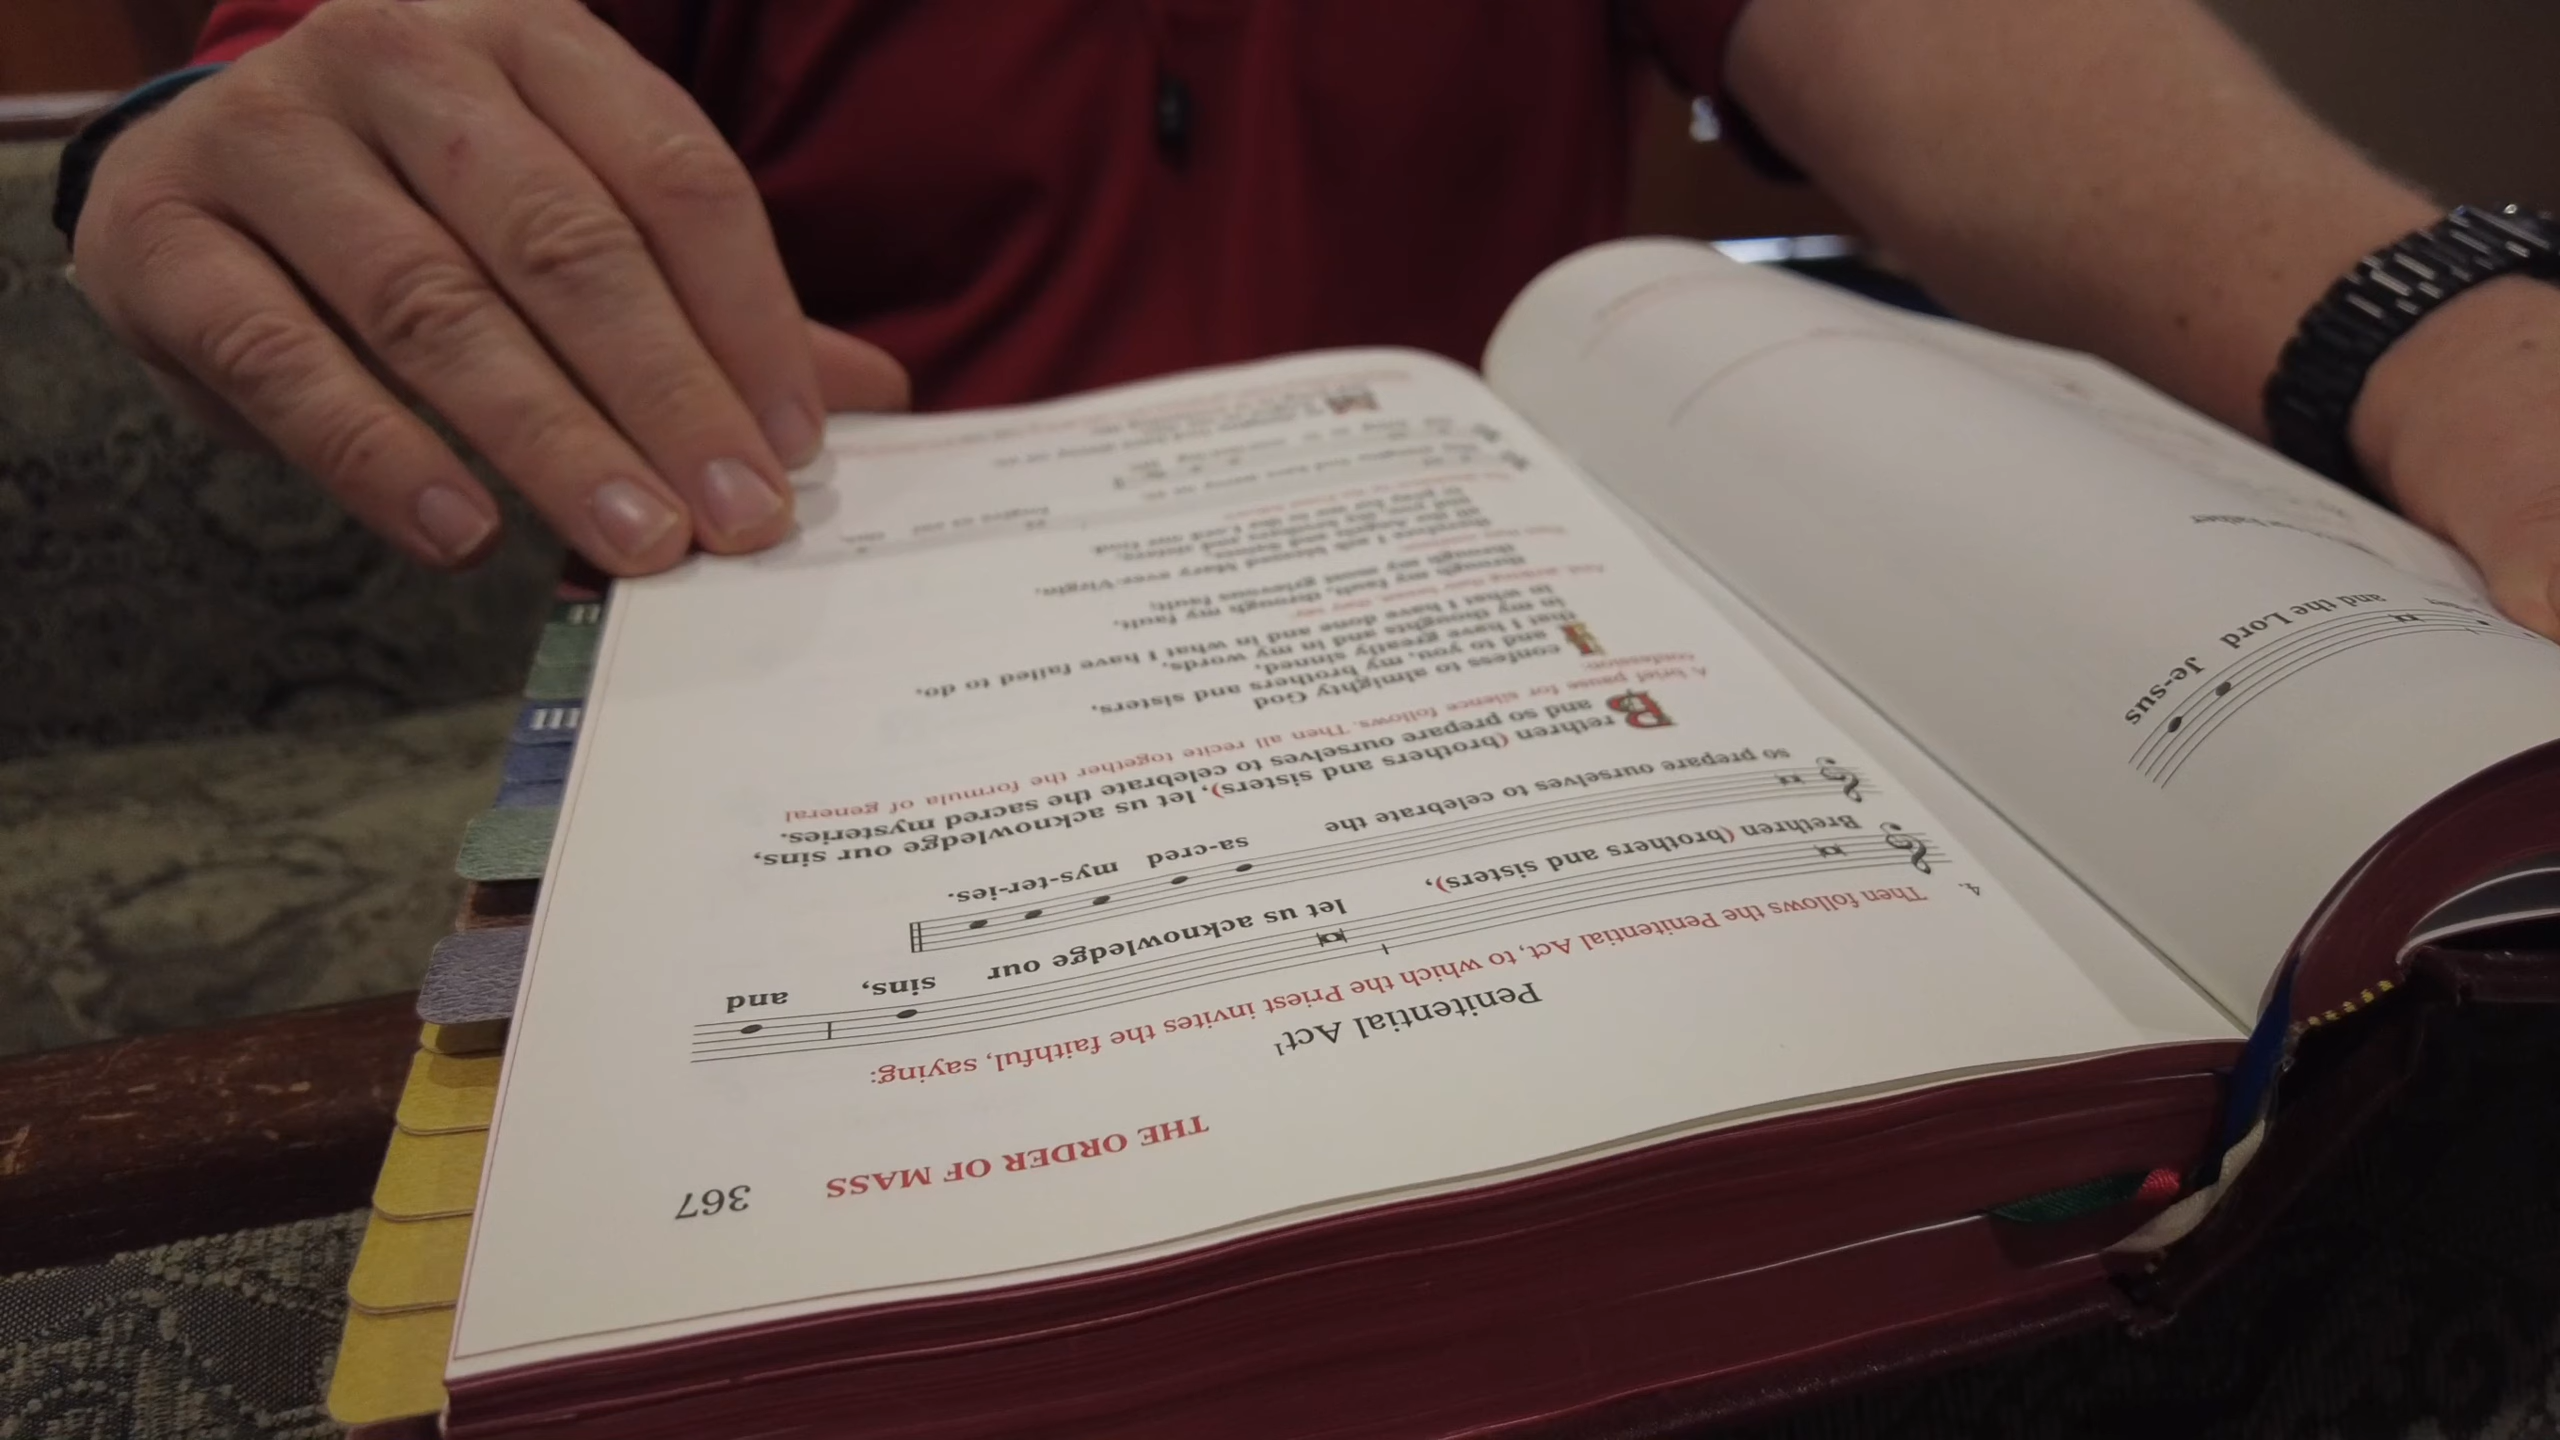 THE ORDER OF MASS 367
Penitential Act¹
4. Then follows the Penitential Act, to which the Priest invites the faithful, saying:
Brethren (brothers and sisters), let us acknowledge our sins, and
so prepare ourselves to celebrate the sa-cred mys-ter-ies.
Brethren (brothers and sisters), let us acknowledge our sins,
and so prepare ourselves to celebrate the sacred mysteries.
A brief pause for silence follows. Then all recite together the formula of general
confession:
I confess to almighty God
and to you, my brothers and sisters,
that I have greatly sinned,
in my thoughts and in my words,
in what I have done and in what I have failed to do,
And, striking their breast, they say:
through my fault, through my fault,
through my most grievous fault;
therefore I ask blessed Mary ever-Virgin,
all the Angels and Saints,
and you, my brothers and sisters,
to pray for me to the Lord our God.
and the Lord Je-sus